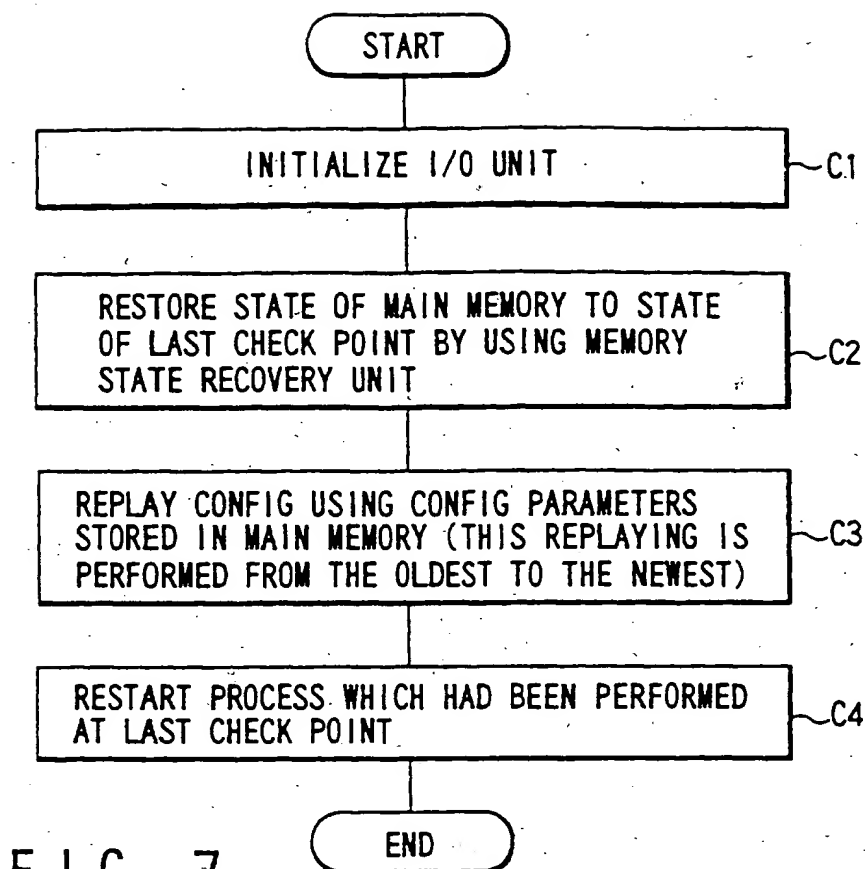 START
INITIALIZE I/O UNIT
C1
RESTORE STATE OF MAIN MEMORY TO STATE
OF LAST CHECK POINT BY USING MEMORY
STATE RECOVERY UNIT
C2
REPLAY CONFIG USING CONFIG PARAMETERS
STORED IN MAIN MEMORY (THIS REPLAYING IS
PERFORMED FROM THE OLDEST TO THE NEWEST)
C3
RESTART PROCESS WHICH HAD BEEN PERFORMED
AT LAST CHECK POINT
C4
END
FIG. 7